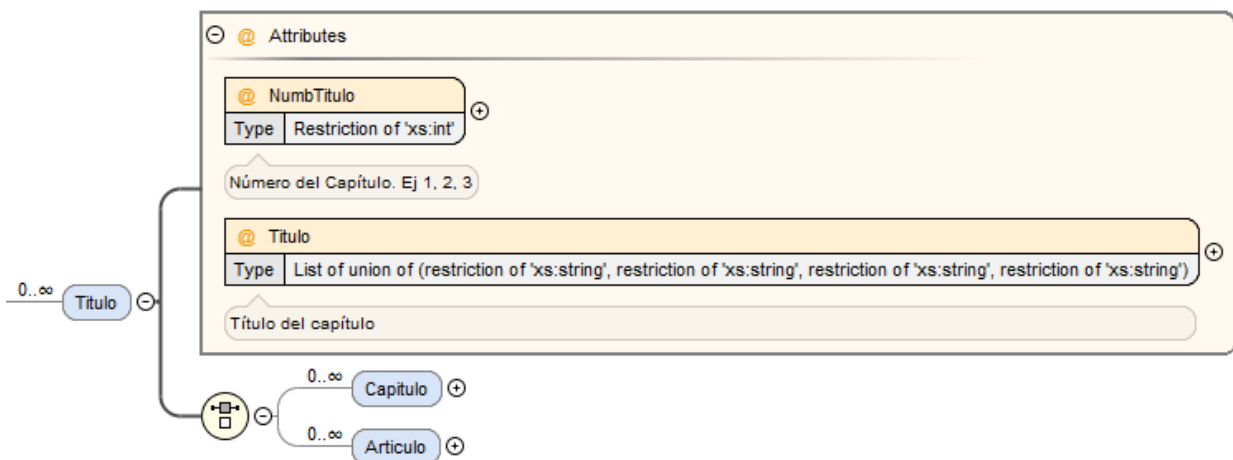 @ Attributes
@ NumbTitulo
Type Restriction of 'xs:int'
Número del Capítulo. Ej 1, 2, 3
@ Titulo
Type List of union of (restriction of 'xs:string', restriction of 'xs:string', restriction of 'xs:string', restriction of 'xs:string')
Título del capítulo
0..∞ Titulo
0..∞ Capitulo
0..∞ Articulo